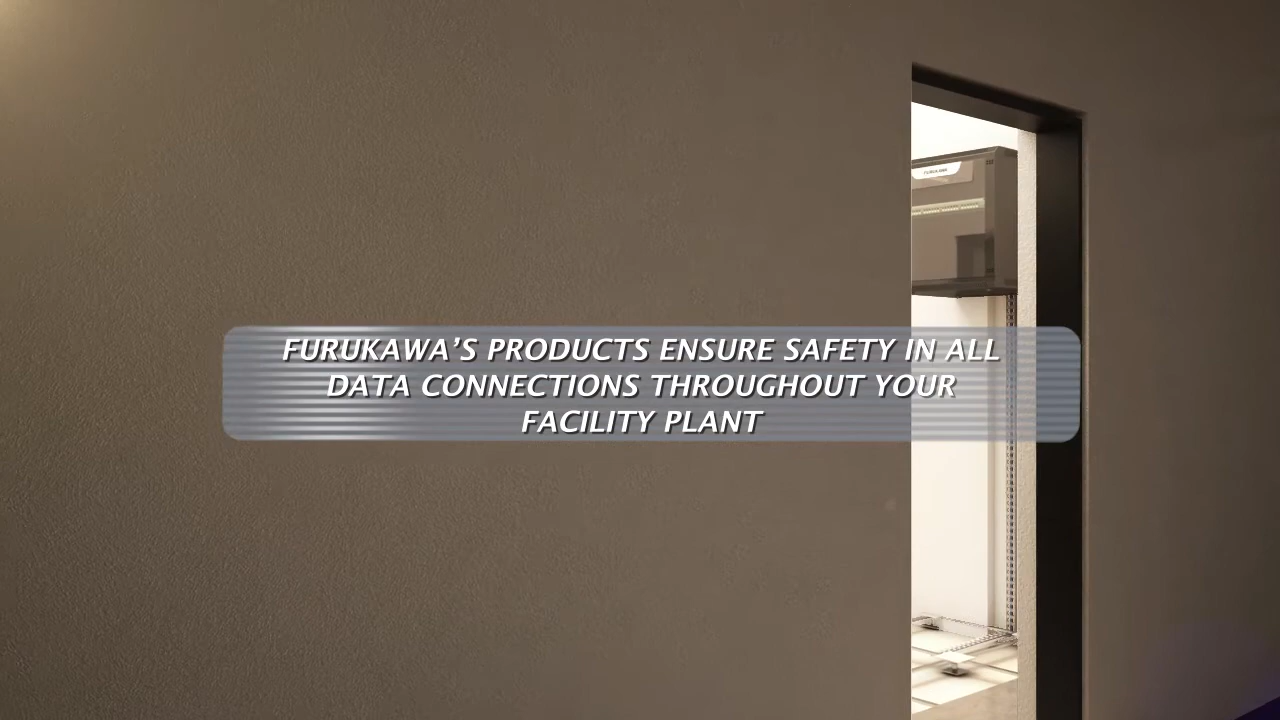 FURUKAWA’S PRODUCTS ENSURE SAFETY IN ALL
DATA CONNECTIONS THROUGHOUT YOUR
FACILITY PLANT